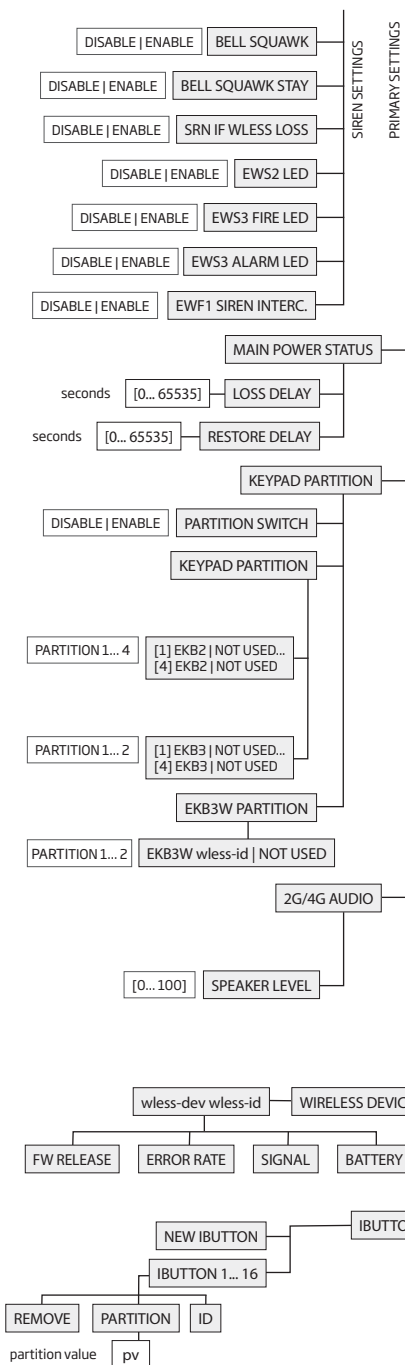 DISABLE | ENABLE BELL SQUAWK
DISABLE | ENABLE BELL SQUAWK STAY
DISABLE | ENABLE SRN IF WLESS LOSS
DISABLE | ENABLE EWS2 LED
DISABLE | ENABLE EWS3 FIRE LED
DISABLE | ENABLE EWS3 ALARM LED
DISABLE | ENABLE EWF1 SIREN INTERC.
SIREN SETTINGS
PRIMARY SETTINGS
MAIN POWER STATUS
seconds [0... 65535] LOSS DELAY
seconds [0... 65535] RESTORE DELAY
KEYPAD PARTITION
DISABLE | ENABLE PARTITION SWITCH
KEYPAD PARTITION
PARTITION 1... 4 [1] EKB2 | NOT USED...
[4] EKB2 | NOT USED
PARTITION 1... 2 [1] EKB3 | NOT USED...
[4] EKB3 | NOT USED
EKB3W PARTITION
PARTITION 1... 2 EKB3W wless-id | NOT USED
2G/4G AUDIO
[0... 100] SPEAKER LEVEL
wless-dev wless-id WIRELESS DEVIC
FW RELEASE ERROR RATE SIGNAL BATTERY
IBUTTO
NEW IBUTTON
IBUTTON 1... 16
REMOVE PARTITION ID
partition value pv